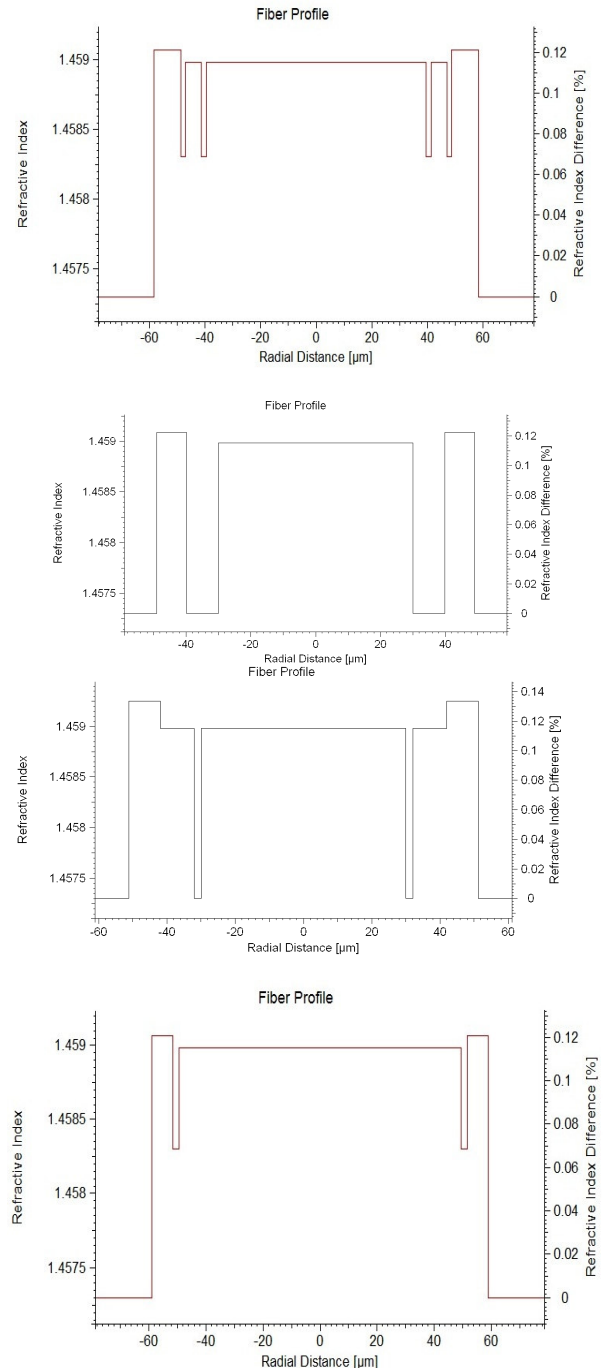 Fiber Profile
1.459
1.4585
1.458
1.4575
Refractive Index
0.12
0.1
0.08
0.06
0.04
0.02
0
Refractive Index Difference [%]
-60 -40 -20 0 20 40 60
Radial Distance [µm]
Fiber Profile
1.459
1.4585
1.458
1.4575
Refractive Index
0.12
0.1
0.08
0.06
0.04
0.02
0
Refractive Index Difference [%]
-40 -20 0 20 40
Radial Distance [µm]
Fiber Profile
1.459
1.4585
1.458
1.4575
Refractive Index
0.14
0.12
0.1
0.08
0.06
0.04
0.02
0
Refractive Index Difference [%]
-60 -40 -20 0 20 40 60
Radial Distance [µm]
Fiber Profile
1.459
1.4585
1.458
1.4575
Refractive Index
0.12
0.1
0.08
0.06
0.04
0.02
0
Refractive Index Difference [%]
-60 -40 -20 0 20 40 60
Radial Distance [µm]